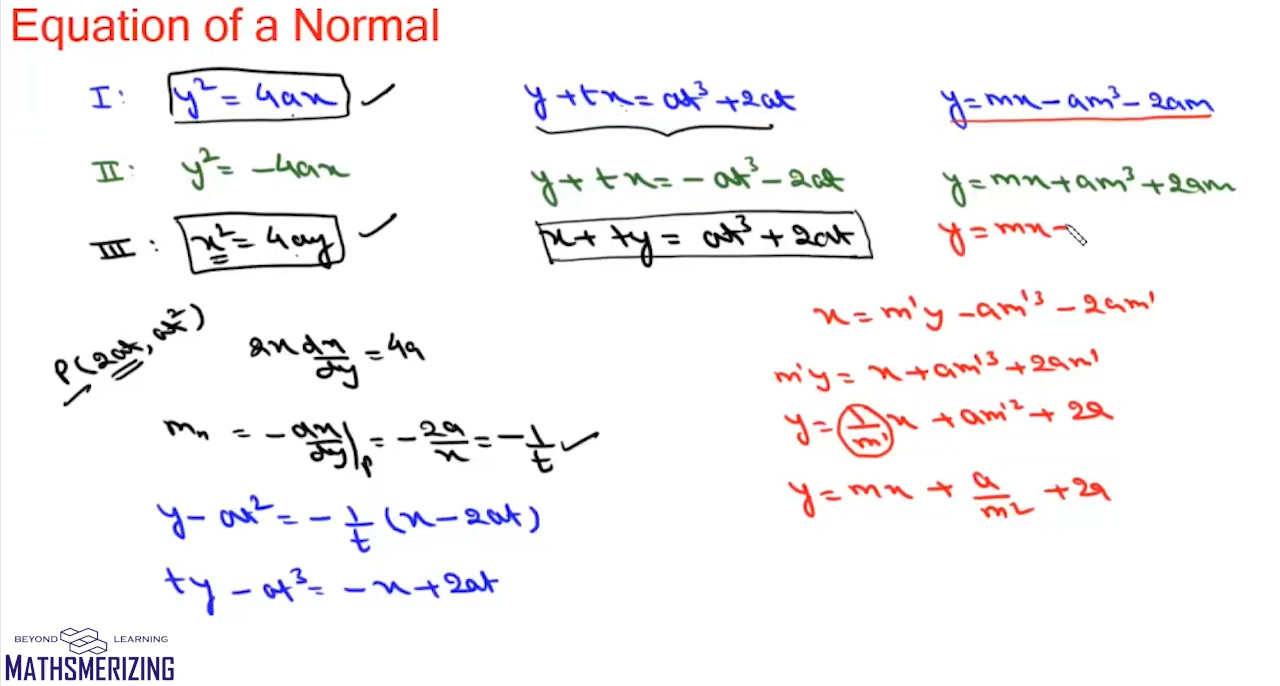 Equation of a Normal
I: y² = 4ax ✓ y + tx = at³ + 2at y = mx - am³ - 2am
II: y² = -4ax y + tx = -at³ - 2at y = mx + am³ + 2am
III: x² = 4ay ✓ x + ty = at³ + 2at y = mx -
P(2at, at²)
2x dx/dy = 4a
mₙ = -dx/dy|ₚ = -2a/x = -1/t ✓
y - at² = -1/t (x - 2at)
ty - at³ = -x + 2at
x = m'y - am'³ - 2am'
m'y = x + am'³ + 2am'
y = (1/m')x + am'² + 2a
y = mx + a/m² + 2a
BEYOND LEARNING
MATHSMERIZING